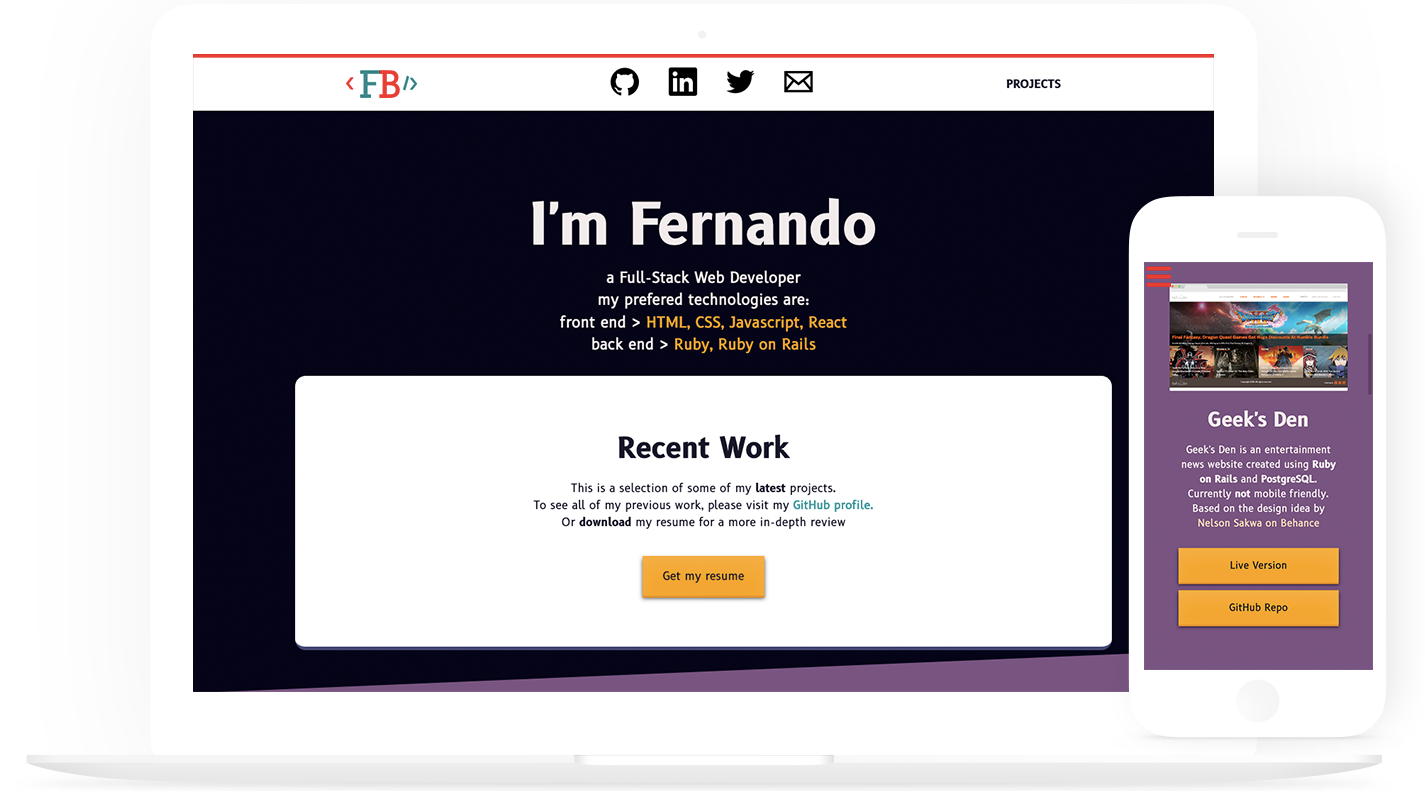 <FB/>
PROJECTS
I'm Fernando
a Full-Stack Web Developer
my prefered technologies are:
front end > HTML, CSS, Javascript, React
back end > Ruby, Ruby on Rails
Recent Work
This is a selection of some of my latest projects.
To see all of my previous work, please visit my GitHub profile.
Or download my resume for a more in-depth review
Get my resume
Final Fantasy, Dragon Quest Games Get Huge Discounts At Humble Bundle
Geek's Den
Geek's Den is an entertainment
news website created using Ruby
on Rails and PostgreSQL.
Currently not mobile friendly.
Based on the design idea by
Nelson Sakwa on Behance
Live Version
GitHub Repo